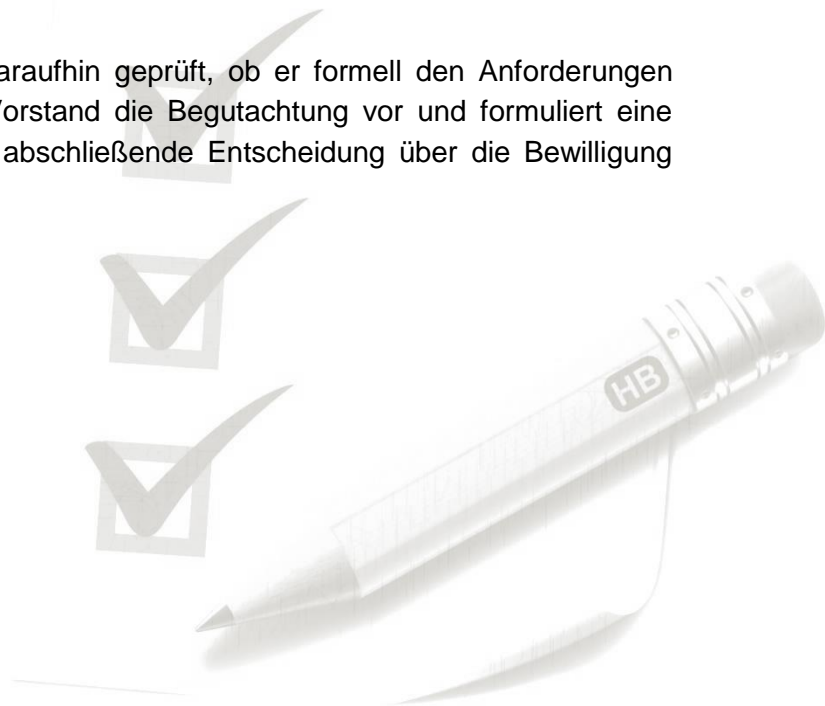 araufhin geprüft, ob er formell den Anforderungen
Vorstand die Begutachtung vor und formuliert eine
abschließende Entscheidung über die Bewilligung
HB